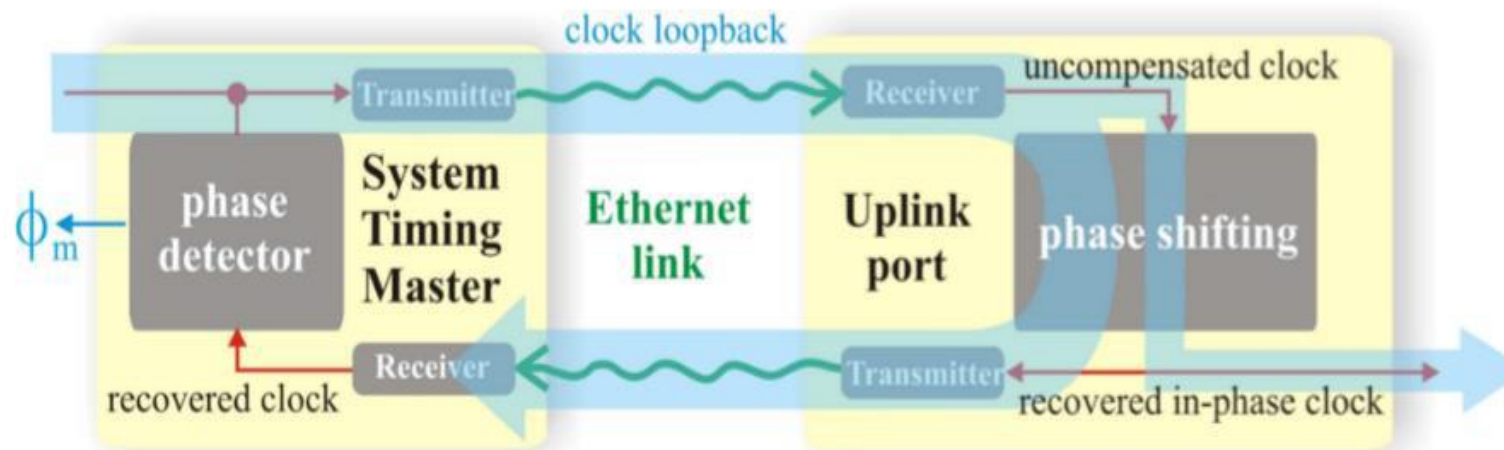 clock loopback
Transmitter
Receiver
uncompensated clock
phase
detector
ϕm
System
Timing
Master
Ethernet
link
Uplink
port
phase shifting
Receiver
recovered clock
Transmitter
recovered in-phase clock